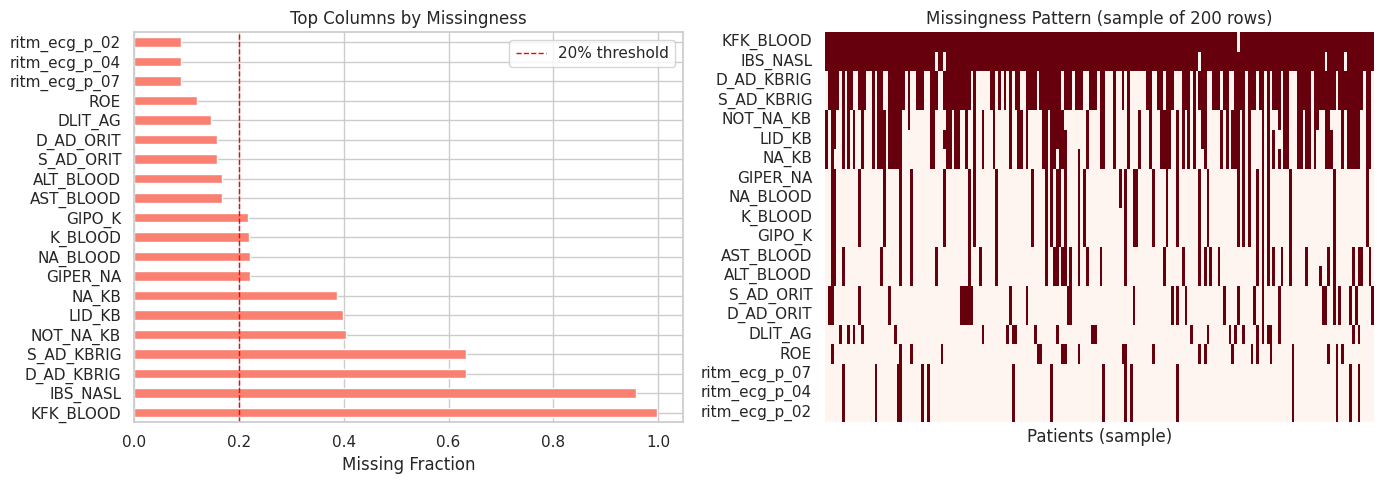 Top Columns by Missingness
ritm_ecg_p_02
ritm_ecg_p_04
ritm_ecg_p_07
ROE
DLIT_AG
D_AD_ORIT
S_AD_ORIT
ALT_BLOOD
AST_BLOOD
GIPO_K
K_BLOOD
NA_BLOOD
GIPER_NA
NA_KB
LID_KB
NOT_NA_KB
S_AD_KBRIG
D_AD_KBRIG
IBS_NASL
KFK_BLOOD
20% threshold
0.0 0.2 0.4 0.6 0.8 1.0
Missing Fraction
Missingness Pattern (sample of 200 rows)
KFK_BLOOD
IBS_NASL
D_AD_KBRIG
S_AD_KBRIG
NOT_NA_KB
LID_KB
NA_KB
GIPER_NA
NA_BLOOD
K_BLOOD
GIPO_K
AST_BLOOD
ALT_BLOOD
S_AD_ORIT
D_AD_ORIT
DLIT_AG
ROE
ritm_ecg_p_07
ritm_ecg_p_04
ritm_ecg_p_02
Patients (sample)